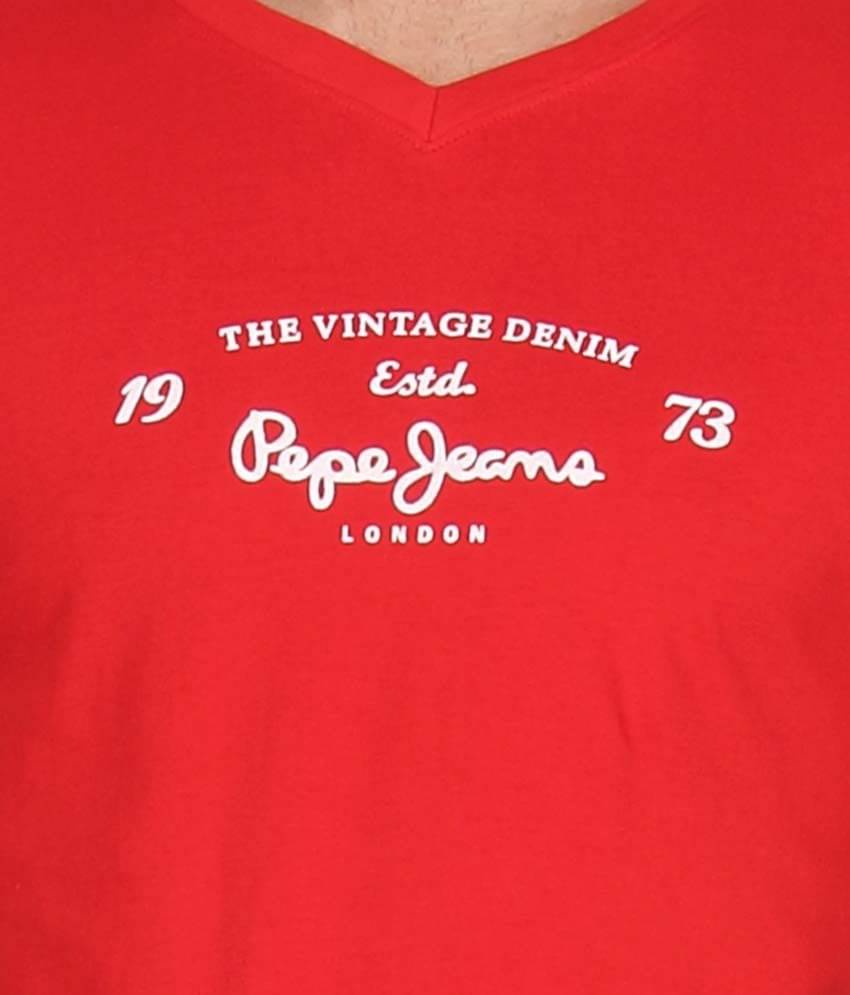 THE VINTAGE DENIM
Estd.
19 73
Pepe Jeans
LONDON